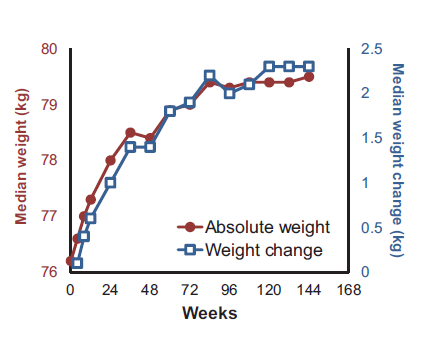 80
79
78
77
76
Median weight (kg)
2.5
2
1.5
1
0.5
0
Median weight change (kg)
Absolute weight
Weight change
0 24 48 72 96 120 144 168
Weeks